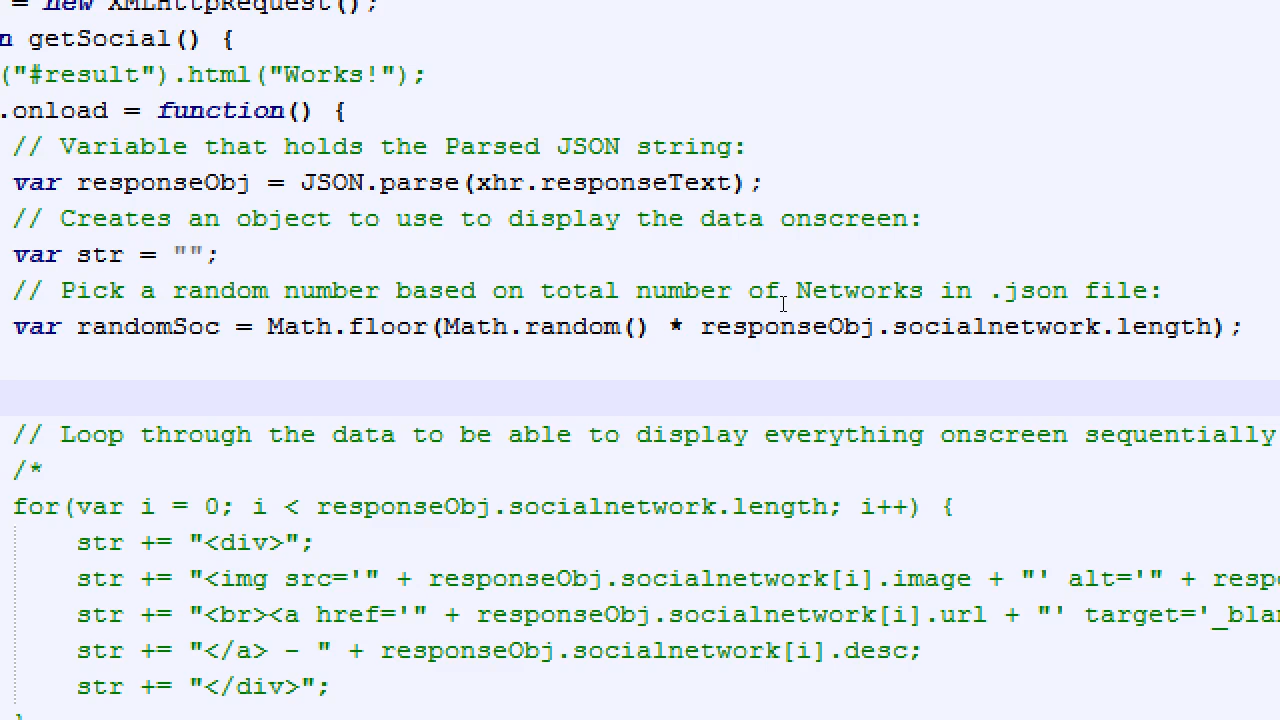 = new XMLHttpRequest();
n getSocial() {
("#result").html("Works!");
.onload = function() {
// Variable that holds the Parsed JSON string:
var responseObj = JSON.parse(xhr.responseText);
// Creates an object to use to display the data onscreen:
var str = "";
// Pick a random number based on total number of Networks in .json file:
var randomSoc = Math.floor(Math.random() * responseObj.socialnetwork.length);
// Loop through the data to be able to display everything onscreen sequentially
/*
for(var i = 0; i < responseObj.socialnetwork.length; i++) {
str += "<div>";
str += "<img src='" + responseObj.socialnetwork[i].image + "' alt='" + resp
str += "<br><a href='" + responseObj.socialnetwork[i].url + "' target='_blan
str += "</a> - " + responseObj.socialnetwork[i].desc;
str += "</div>";
}